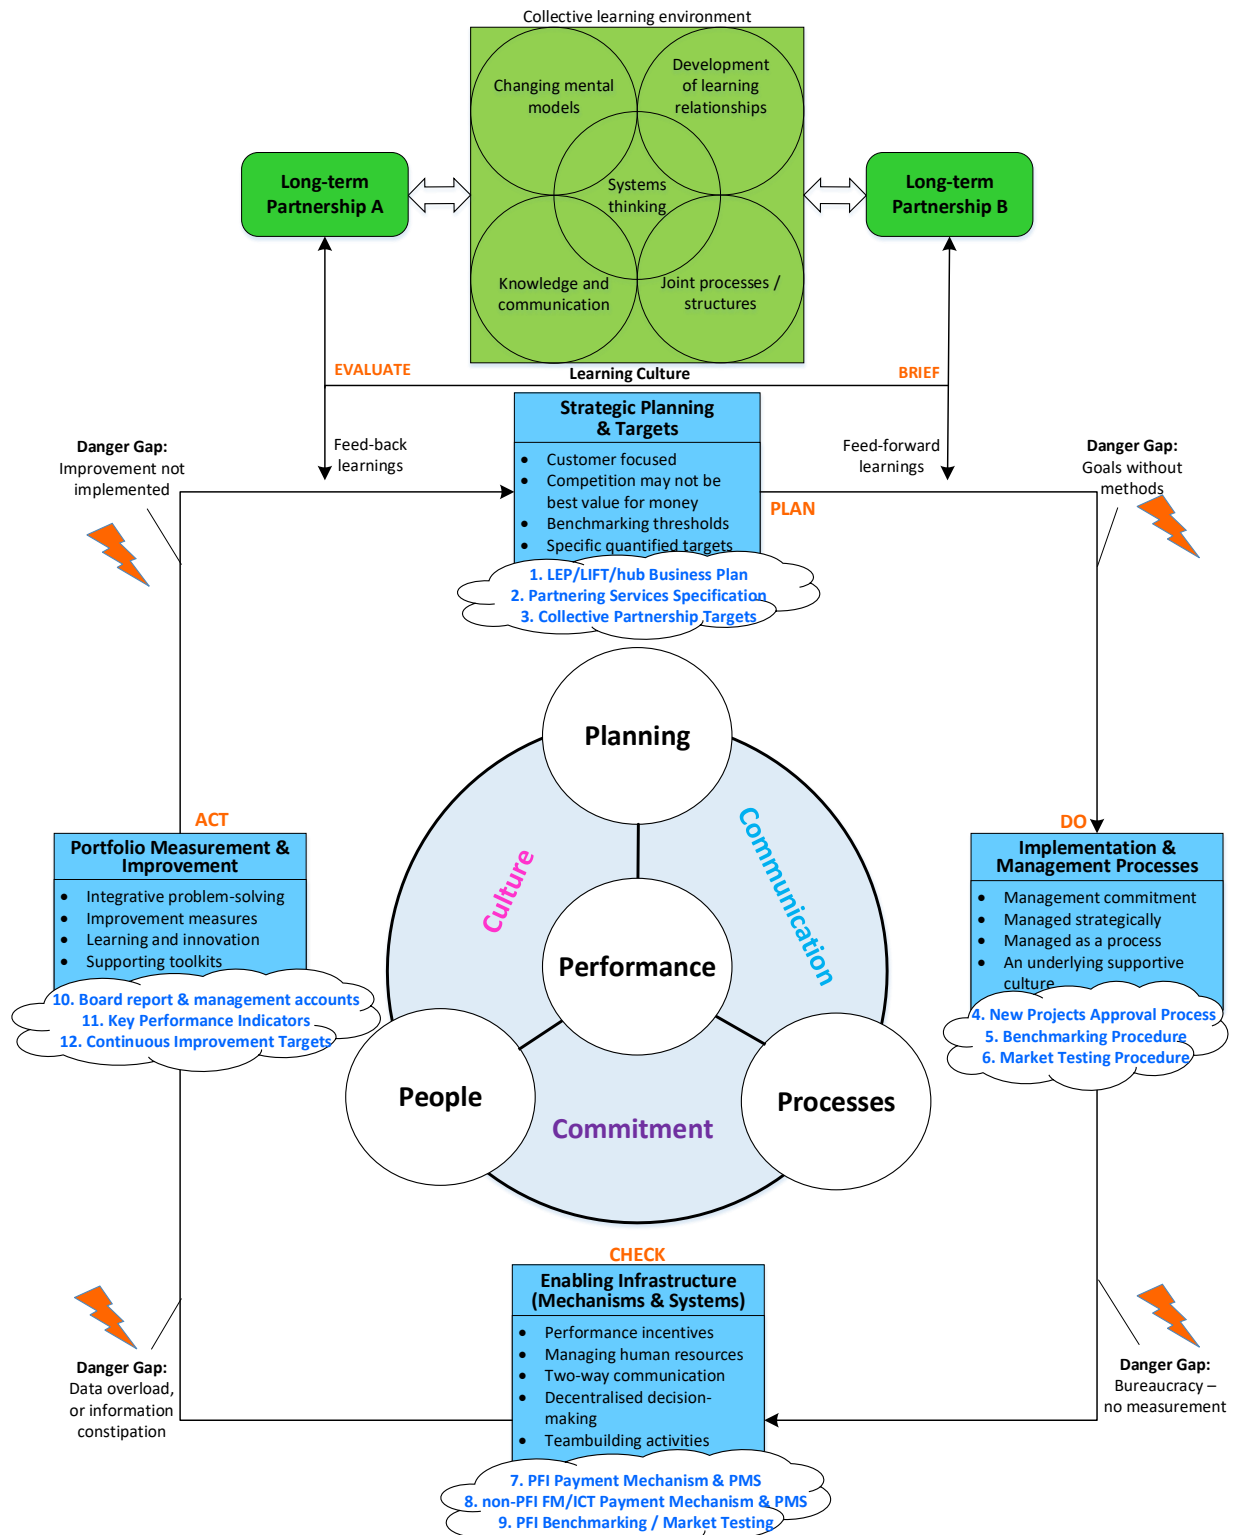 Collective learning environment
Changing mental
models
Development
of learning
relationships
Systems
thinking
Knowledge and
communication
Joint processes /
structures
Long-term
Partnership A
Long-term
Partnership B
EVALUATE
Learning Culture
BRIEF
Feed-back
learnings
Feed-forward
learnings
Danger Gap:
Improvement not
implemented
Danger Gap:
Goals without
methods
Strategic Planning
& Targets
• Customer focused
• Competition may not be
best value for money
• Benchmarking thresholds
• Specific quantified targets
1. LEP/LIFT/hub Business Plan
2. Partnering Services Specification
3. Collective Partnership Targets
PLAN
Planning
Culture
Communication
Performance
People
Processes
Commitment
ACT
Portfolio Measurement &
Improvement
• Integrative problem-solving
• Improvement measures
• Learning and innovation
• Supporting toolkits
10. Board report & management accounts
11. Key Performance Indicators
12. Continuous Improvement Targets
DO
Implementation &
Management Processes
• Management commitment
• Managed strategically
• Managed as a process
• An underlying supportive
culture
4. New Projects Approval Process
5. Benchmarking Procedure
6. Market Testing Procedure
CHECK
Enabling Infrastructure
(Mechanisms & Systems)
• Performance incentives
• Managing human resources
• Two-way communication
• Decentralised decision-
making
• Teambuilding activities
7. PFI Payment Mechanism & PMS
8. non-PFI FM/ICT Payment Mechanism & PMS
9. PFI Benchmarking / Market Testing
Danger Gap:
Data overload,
or information
constipation
Danger Gap:
Bureaucracy –
no measurement